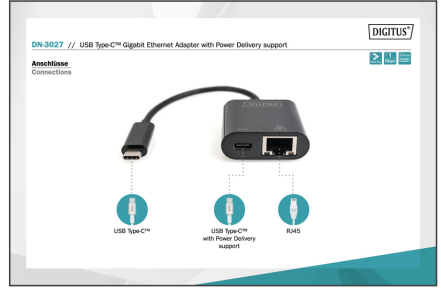 DIGITUS®
DN-3027 // USB Type-C™ Gigabit Ethernet Adapter with Power Delivery support
Anschlüsse
Connections
DIGITUS
USB Type-C™
USB Type-C™
with Power Delivery
support
RJ45